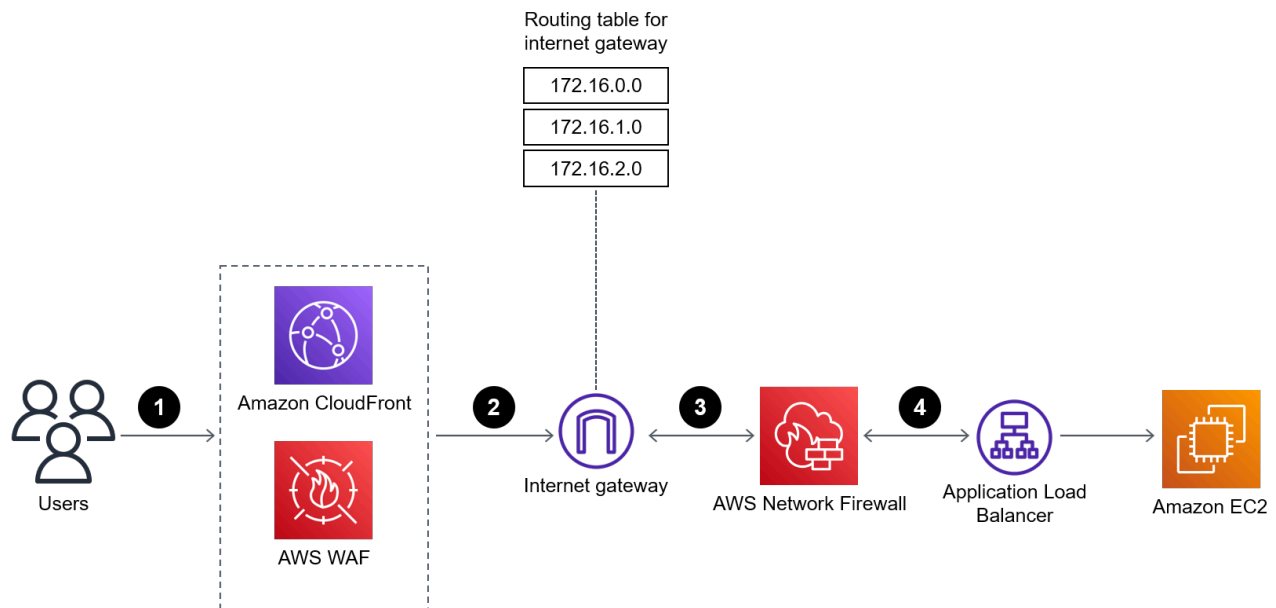 Routing table for
internet gateway
172.16.0.0
172.16.1.0
172.16.2.0
1
2
3
4
Users
Amazon CloudFront
AWS WAF
Internet gateway
AWS Network Firewall
Application Load
Balancer
Amazon EC2